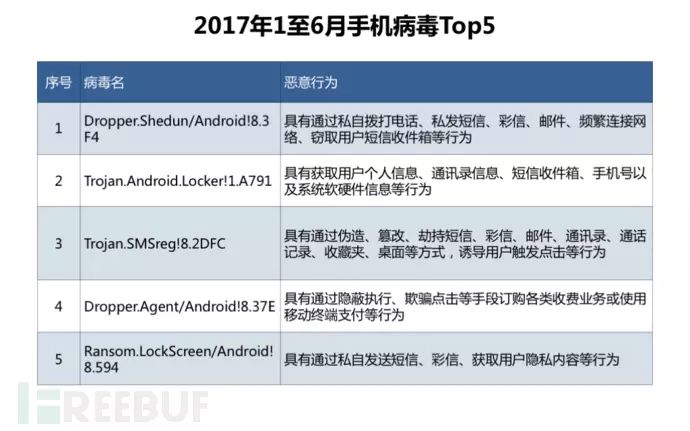 2017年1至6月手机病毒Top5
序号 病毒名 恶意行为
1 Dropper.Shedun/Android!8.3 具有通过私自拨打电话、私发短信、彩信、邮件、频繁连接网
F4 络、窃取用户短信收件箱等行为
2 Trojan.Android.Locker!1.A791 具有获取用户个人信息、通讯录信息、短信收件箱、手机号以
及系统软硬件信息等行为
3 Trojan.SMSreg!8.2DFC 具有通过伪造、篡改、劫持短信、彩信、邮件、通讯录、通话
记录、收藏夹、桌面等方式，诱导用户触发点击等行为
4 Dropper.Agent/Android!8.37E 具有通过隐蔽执行、欺骗点击等手段订购各类收费业务或使用
移动终端支付等行为
5 Ransom.LockScreen/Android! 具有通过私自发送短信、彩信、获取用户隐私内容等行为
8.594
FREEBUF